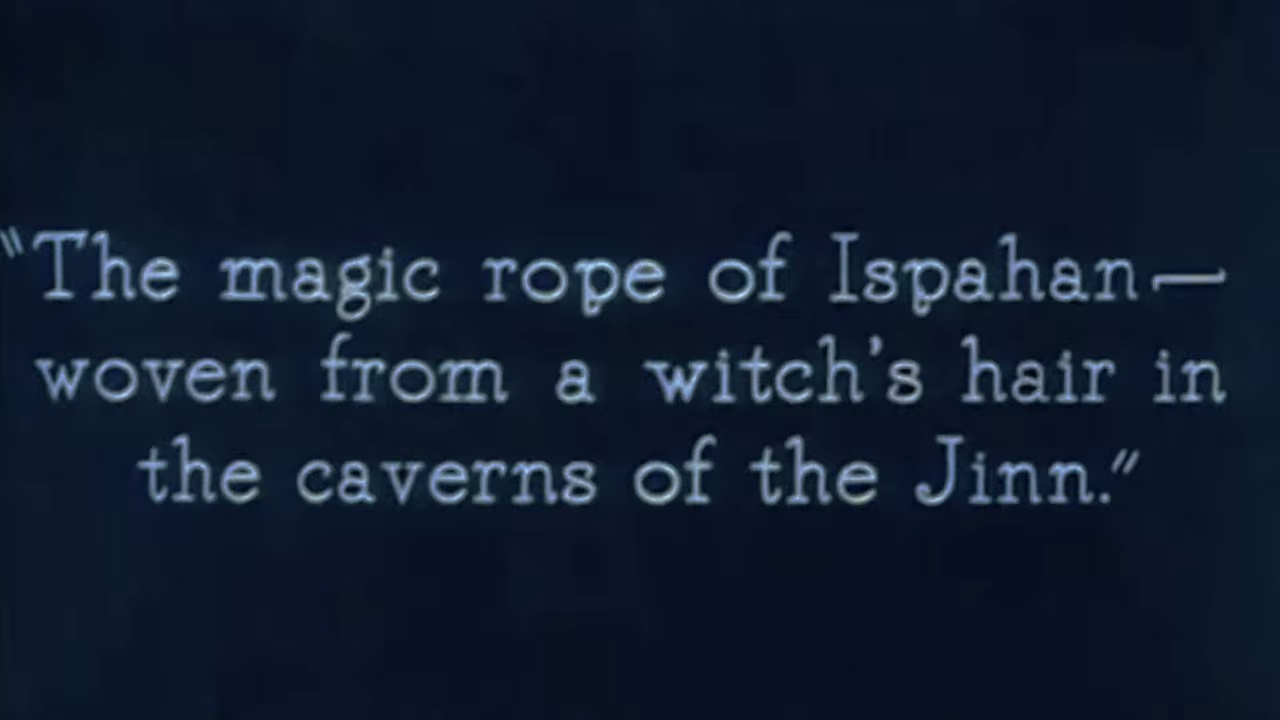 "The magic rope of Ispahan—
woven from a witch's hair in
the caverns of the Jinn."